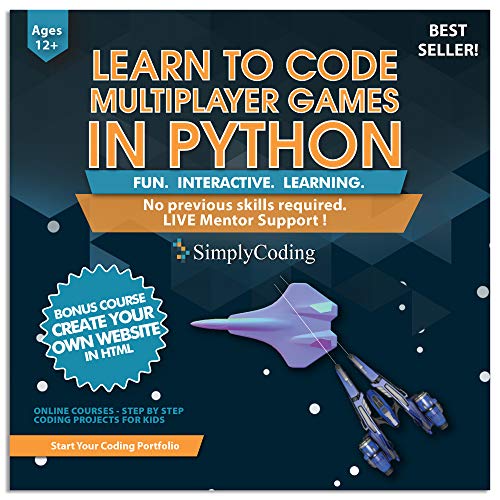 Ages
12+
BEST
SELLER!
LEARN TO CODE
MULTIPLAYER GAMES
IN PYTHON
FUN. INTERACTIVE. LEARNING.
No previous skills required.
LIVE Mentor Support !
SimplyCoding
BONUS COURSE
CREATE YOUR
OWN WEBSITE
IN HTML
ONLINE COURSES - STEP BY STEP
CODING PROJECTS FOR KIDS
Start Your Coding Portfolio